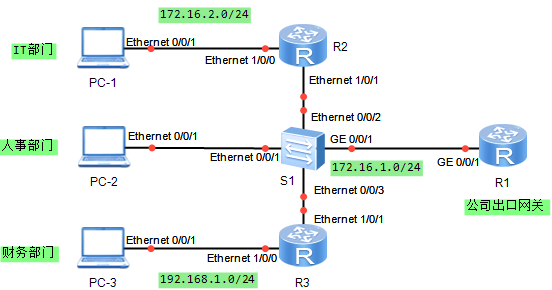 172.16.2.0/24
IT部门
Ethernet 0/0/1
Ethernet 1/0/0
R2
PC-1
Ethernet 1/0/1
Ethernet 0/0/2
人事部门
Ethernet 0/0/1
Ethernet 0/0/1
GE 0/0/1
GE 0/0/1
172.16.1.0/24
PC-2
S1
R1
Ethernet 0/0/3
公司出口网关
Ethernet 1/0/1
财务部门
Ethernet 0/0/1
Ethernet 1/0/0
192.168.1.0/24
PC-3
R3
R
R
R